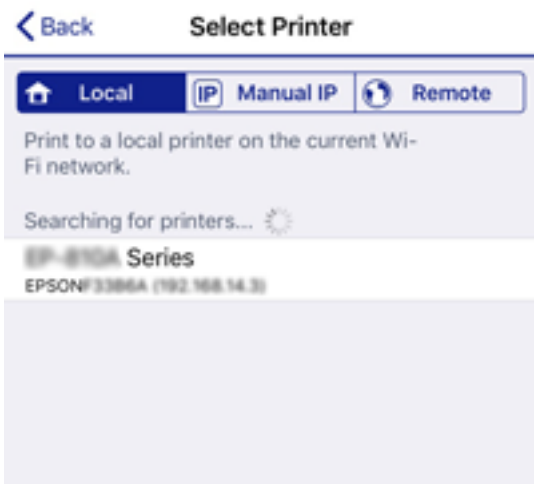 Back
Select Printer
Local
IP Manual IP
Remote
Print to a local printer on the current Wi-
Fi network.
Searching for printers...
Series
EPSON